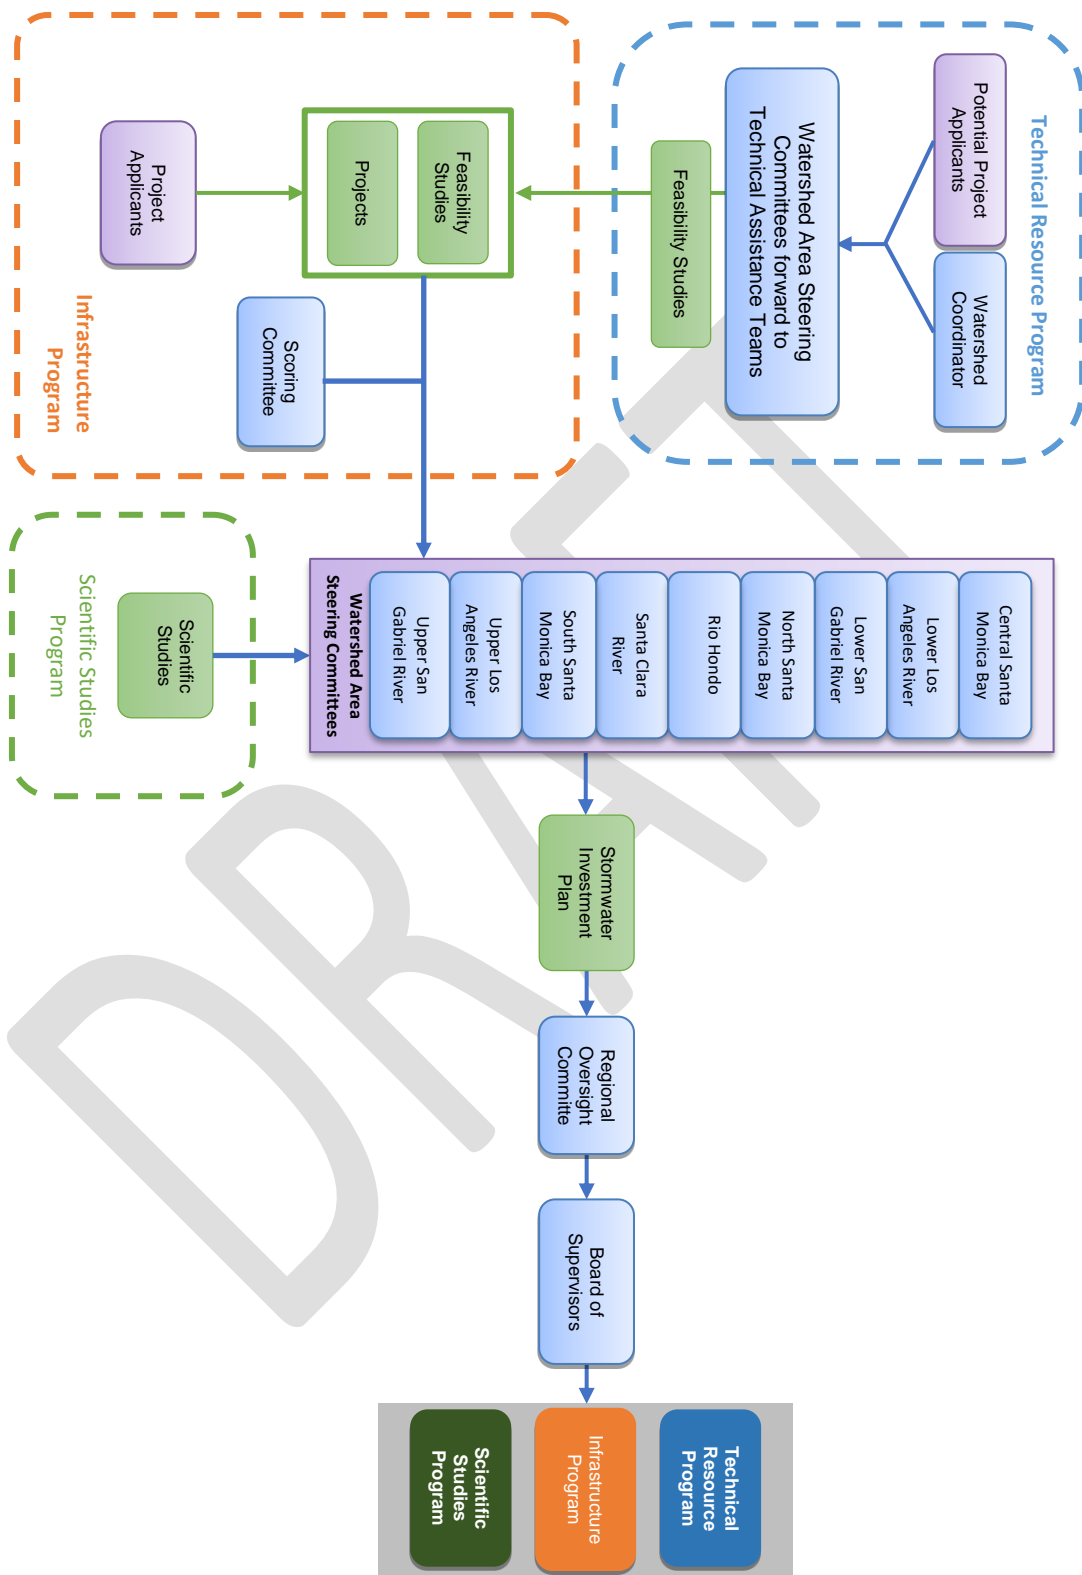 Technical Resource Program
Potential Project
Applicants
Watershed
Coordinator
Watershed Area Steering
Committees forward to
Technical Assistance Teams
Feasibility Studies
Feasibility
Studies
Projects
Project
Applicants
Scoring
Committee
Infrastructure
Program
Central Santa
Monica Bay
Lower Los
Angeles River
Lower San
Gabriel River
North Santa
Monica Bay
Rio Hondo
Santa Clara
River
South Santa
Monica Bay
Upper Los
Angeles River
Upper San
Gabriel River
Watershed Area
Steering Committees
Scientific
Studies
Scientific Studies
Program
Stormwater
Investment
Plan
Regional
Oversight
Committe
Board of
Supervisors
Technical
Resource
Program
Infrastructure
Program
Scientific
Studies
Program
DRAFT